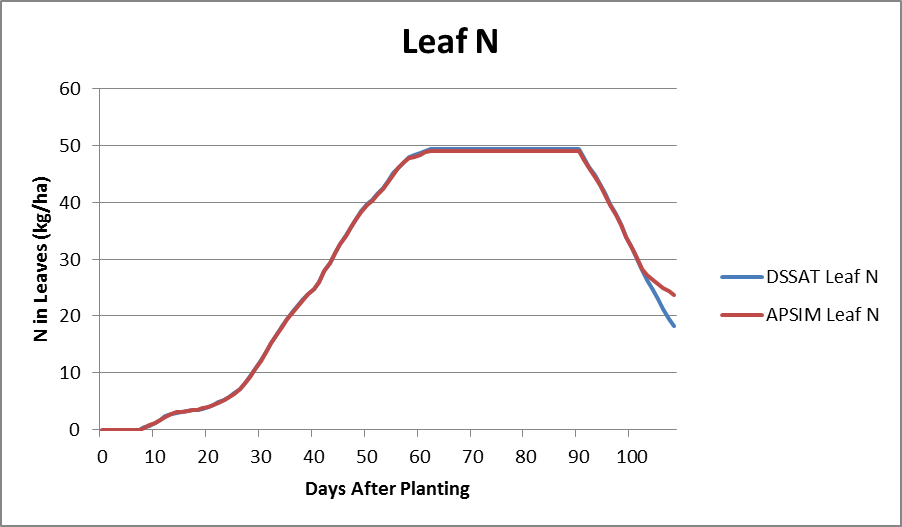 Leaf N
60
50
40
30
20
10
0
N in Leaves (kg/ha)
0 10 20 30 40 50 60 70 80 90 100
Days After Planting
DSSAT Leaf N
APSIM Leaf N